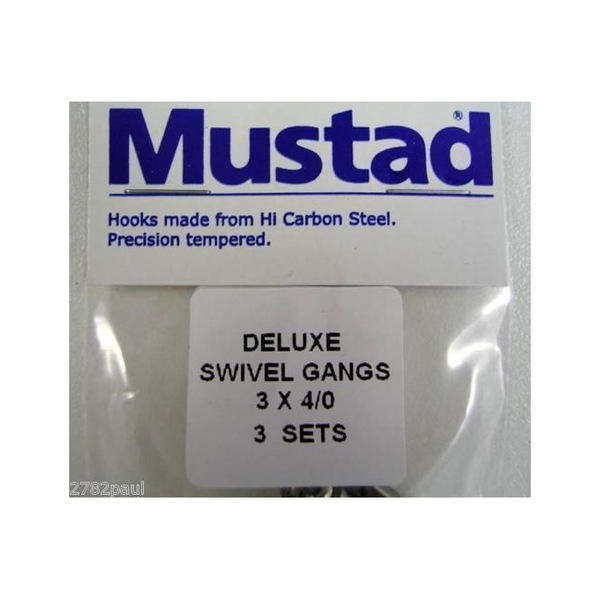 Mustad®
Hooks made from Hi Carbon Steel.
Precision tempered.
DELUXE
SWIVEL GANGS
3 X 4/0
3 SETS
2782paul